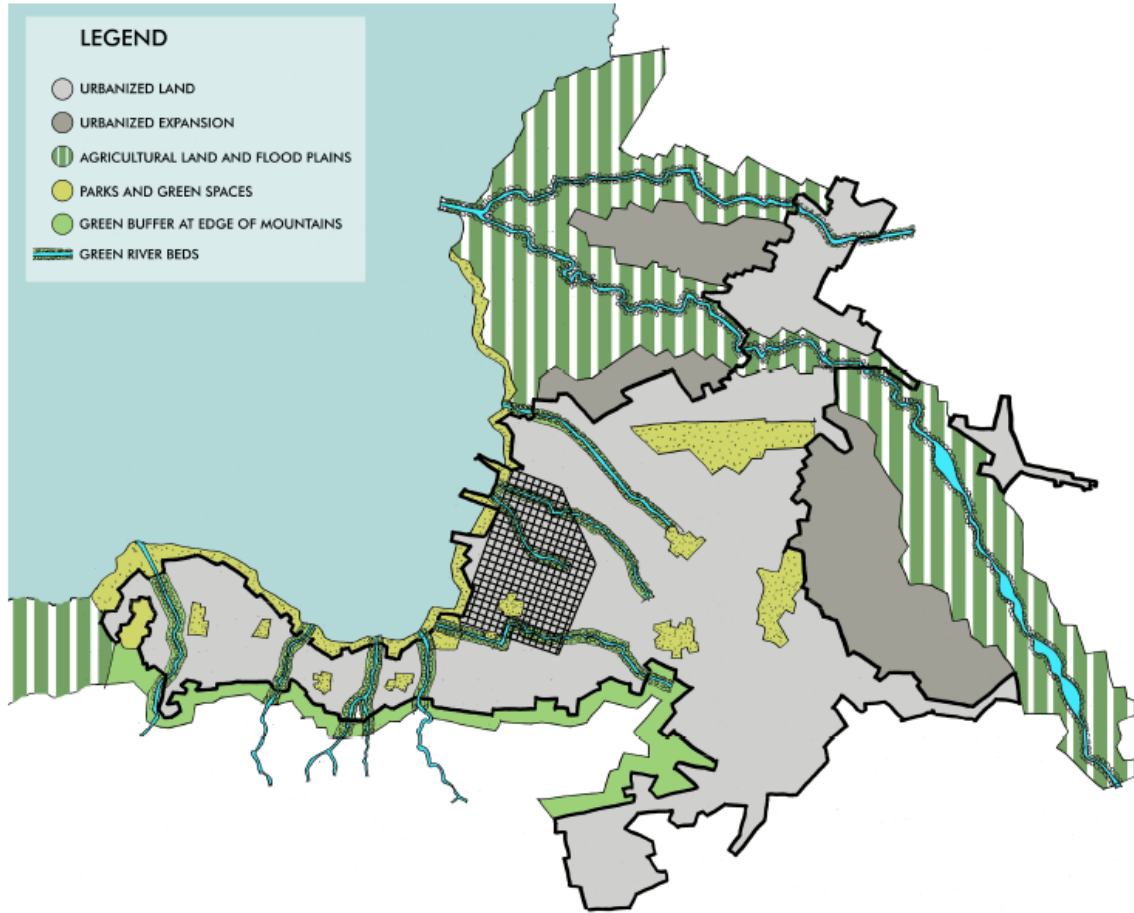 LEGEND
URBANIZED LAND
URBANIZED EXPANSION
AGRICULTURAL LAND AND FLOOD PLAINS
PARKS AND GREEN SPACES
GREEN BUFFER AT EDGE OF MOUNTAINS
GREEN RIVER BEDS